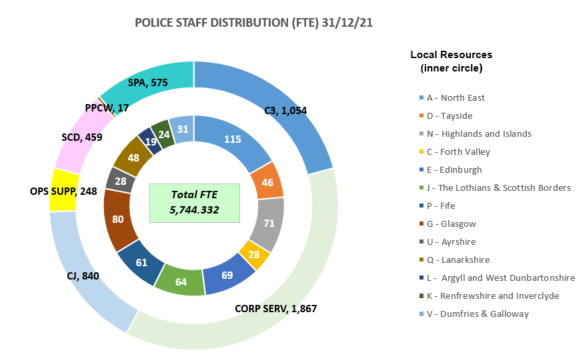 POLICE STAFF DISTRIBUTION (FTE) 31/12/21
Local Resources
(inner circle)
A - North East
D - Tayside
N - Highlands and Islands
C - Forth Valley
E - Edinburgh
J - The Lothians & Scottish Borders
P - Fife
G - Glasgow
U - Ayrshire
Q - Lanarkshire
L - Argyll and West Dunbartonshire
K - Renfrewshire and Inverclyde
V - Dumfries & Galloway
C3, 1,054
CORP SERV, 1,867
CJ, 840
OPS SUPP, 248
SCD, 459
PPCW, 17
SPA, 575
115
46
71
28
69
64
61
80
28
48
19
24
31
Total FTE
5,744.332